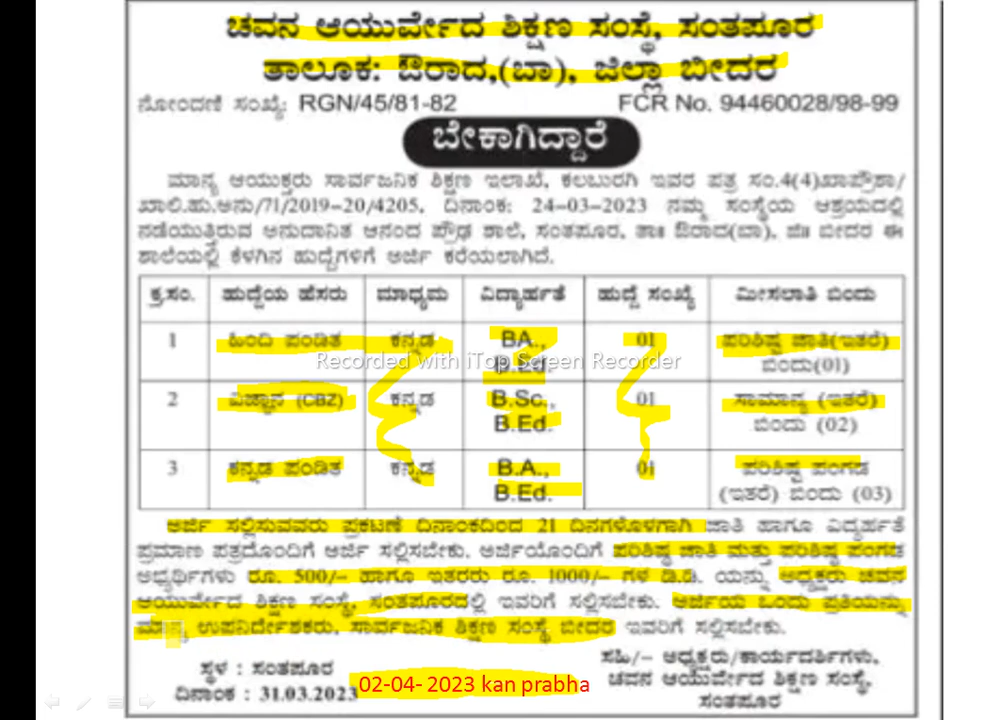 ಚವನ ಆಯುರ್ವೇದ ಶಿಕ್ಷಣ ಸಂಸ್ಥೆ, ಸಂತಪೂರ
ತಾಲೂಕ: ಔರಾದ,(ಬಾ), ಜಿಲ್ಲಾ ಬೀದರ
ನೋಂದಣಿ ಸಂಖ್ಯೆ: RGN/45/81-82 FCR No. 94460028/98-99
ಬೇಕಾಗಿದ್ದಾರೆ
ಮಾನ್ಯ ಆಯುಕ್ತರು ಸಾರ್ವಜನಿಕ ಶಿಕ್ಷಣ ಇಲಾಖೆ, ಕಲಬುರಗಿ ಇವರ ಪತ್ರ ಸಂ.4(4)ಖಾಪ್ರೌಶಾ/
ಖಾಲಿ.ಹು.ಅನು/71/2019-20/4205, ದಿನಾಂಕ: 24-03-2023 ನಮ್ಮ ಸಂಸ್ಥೆಯ ಆಶ್ರಯದಲ್ಲಿ
ನಡೆಯುತ್ತಿರುವ ಅನುದಾನಿತ ಆನಂದ ಪ್ರೌಢ ಶಾಲೆ, ಸಂತಪೂರ, ತಾಃ ಔರಾದ(ಬಾ), ಜಿಃ ಬೀದರ ಈ
ಶಾಲೆಯಲ್ಲಿ ಕೆಳಗಿನ ಹುದ್ದೆಗಳಿಗೆ ಅರ್ಜಿ ಕರೆಯಲಾಗಿದೆ.
ಕ್ರ.ಸಂ. ಹುದ್ದೆಯ ಹೆಸರು ಮಾಧ್ಯಮ ವಿದ್ಯಾರ್ಹತೆ ಹುದ್ದೆ ಸಂಖ್ಯೆ ಮೀಸಲಾತಿ ಬಿಂದು
1 ಹಿಂದಿ ಪಂಡಿತ ಕನ್ನಡ BA., 01 ಪರಿಶಿಷ್ಟ ಜಾತಿ(ಇತರೆ)
Recorded with iTop Screen Recorder
B.Ed. ಬಿಂದು(01)
2 ವಿಜ್ಞಾನ (CBZ) ಕನ್ನಡ B.Sc., 01 ಸಾಮಾನ್ಯ (ಇತರೆ)
B.Ed. ಬಿಂದು (02)
3 ಕನ್ನಡ ಪಂಡಿತ ಕನ್ನಡ B.A., 01 ಪರಿಶಿಷ್ಟ ಪಂಗಡ
B.Ed. (ಇತರೆ) ಬಿಂದು (03)
ಅರ್ಜಿ ಸಲ್ಲಿಸುವವರು ಪ್ರಕಟಣೆ ದಿನಾಂಕದಿಂದ 21 ದಿನಗಳೊಳಗಾಗಿ ಜಾತಿ ಹಾಗೂ ವಿದ್ಯರ್ಹತೆ
ಪ್ರಮಾಣ ಪತ್ರದೊಂದಿಗೆ ಅರ್ಜಿ ಸಲ್ಲಿಸಬೇಕು. ಅರ್ಜಿಯೊಂದಿಗೆ ಪರಿಶಿಷ್ಟ ಜಾತಿ ಮತ್ತು ಪರಿಶಿಷ್ಟ ಪಂಗಡ
ಅಭ್ಯರ್ಥಿಗಳು ರೂ. 500/- ಹಾಗೂ ಇತರರು ರೂ. 1000/- ಗಳ ಡಿ.ಡಿ. ಯನ್ನು ಅಧ್ಯಕ್ಷರು ಚವನ
ಆಯುರ್ವೇದ ಶಿಕ್ಷಣ ಸಂಸ್ಥೆ, ಸಂತಪೂರದಲ್ಲಿ ಇವರಿಗೆ ಸಲ್ಲಿಸಬೇಕು. ಅರ್ಜಿಯ ಒಂದು ಪ್ರತಿಯನ್ನು
ಮಾನ್ಯ ಉಪನಿರ್ದೇಶಕರು, ಸಾರ್ವಜನಿಕ ಶಿಕ್ಷಣ ಸಂಸ್ಥೆ ಬೀದರ ಇವರಿಗೆ ಸಲ್ಲಿಸಬೇಕು.
ಸ್ಥಳ : ಸಂತಪೂರ
ದಿನಾಂಕ : 31.03.2023
02-04- 2023 kan prabha
ಸಹಿ/- ಅಧ್ಯಕ್ಷರು/ಕಾರ್ಯದರ್ಶಿಗಳು,
ಚವನ ಆಯುರ್ವೇದ ಶಿಕ್ಷಣ ಸಂಸ್ಥೆ,
ಸಂತಪೂರ